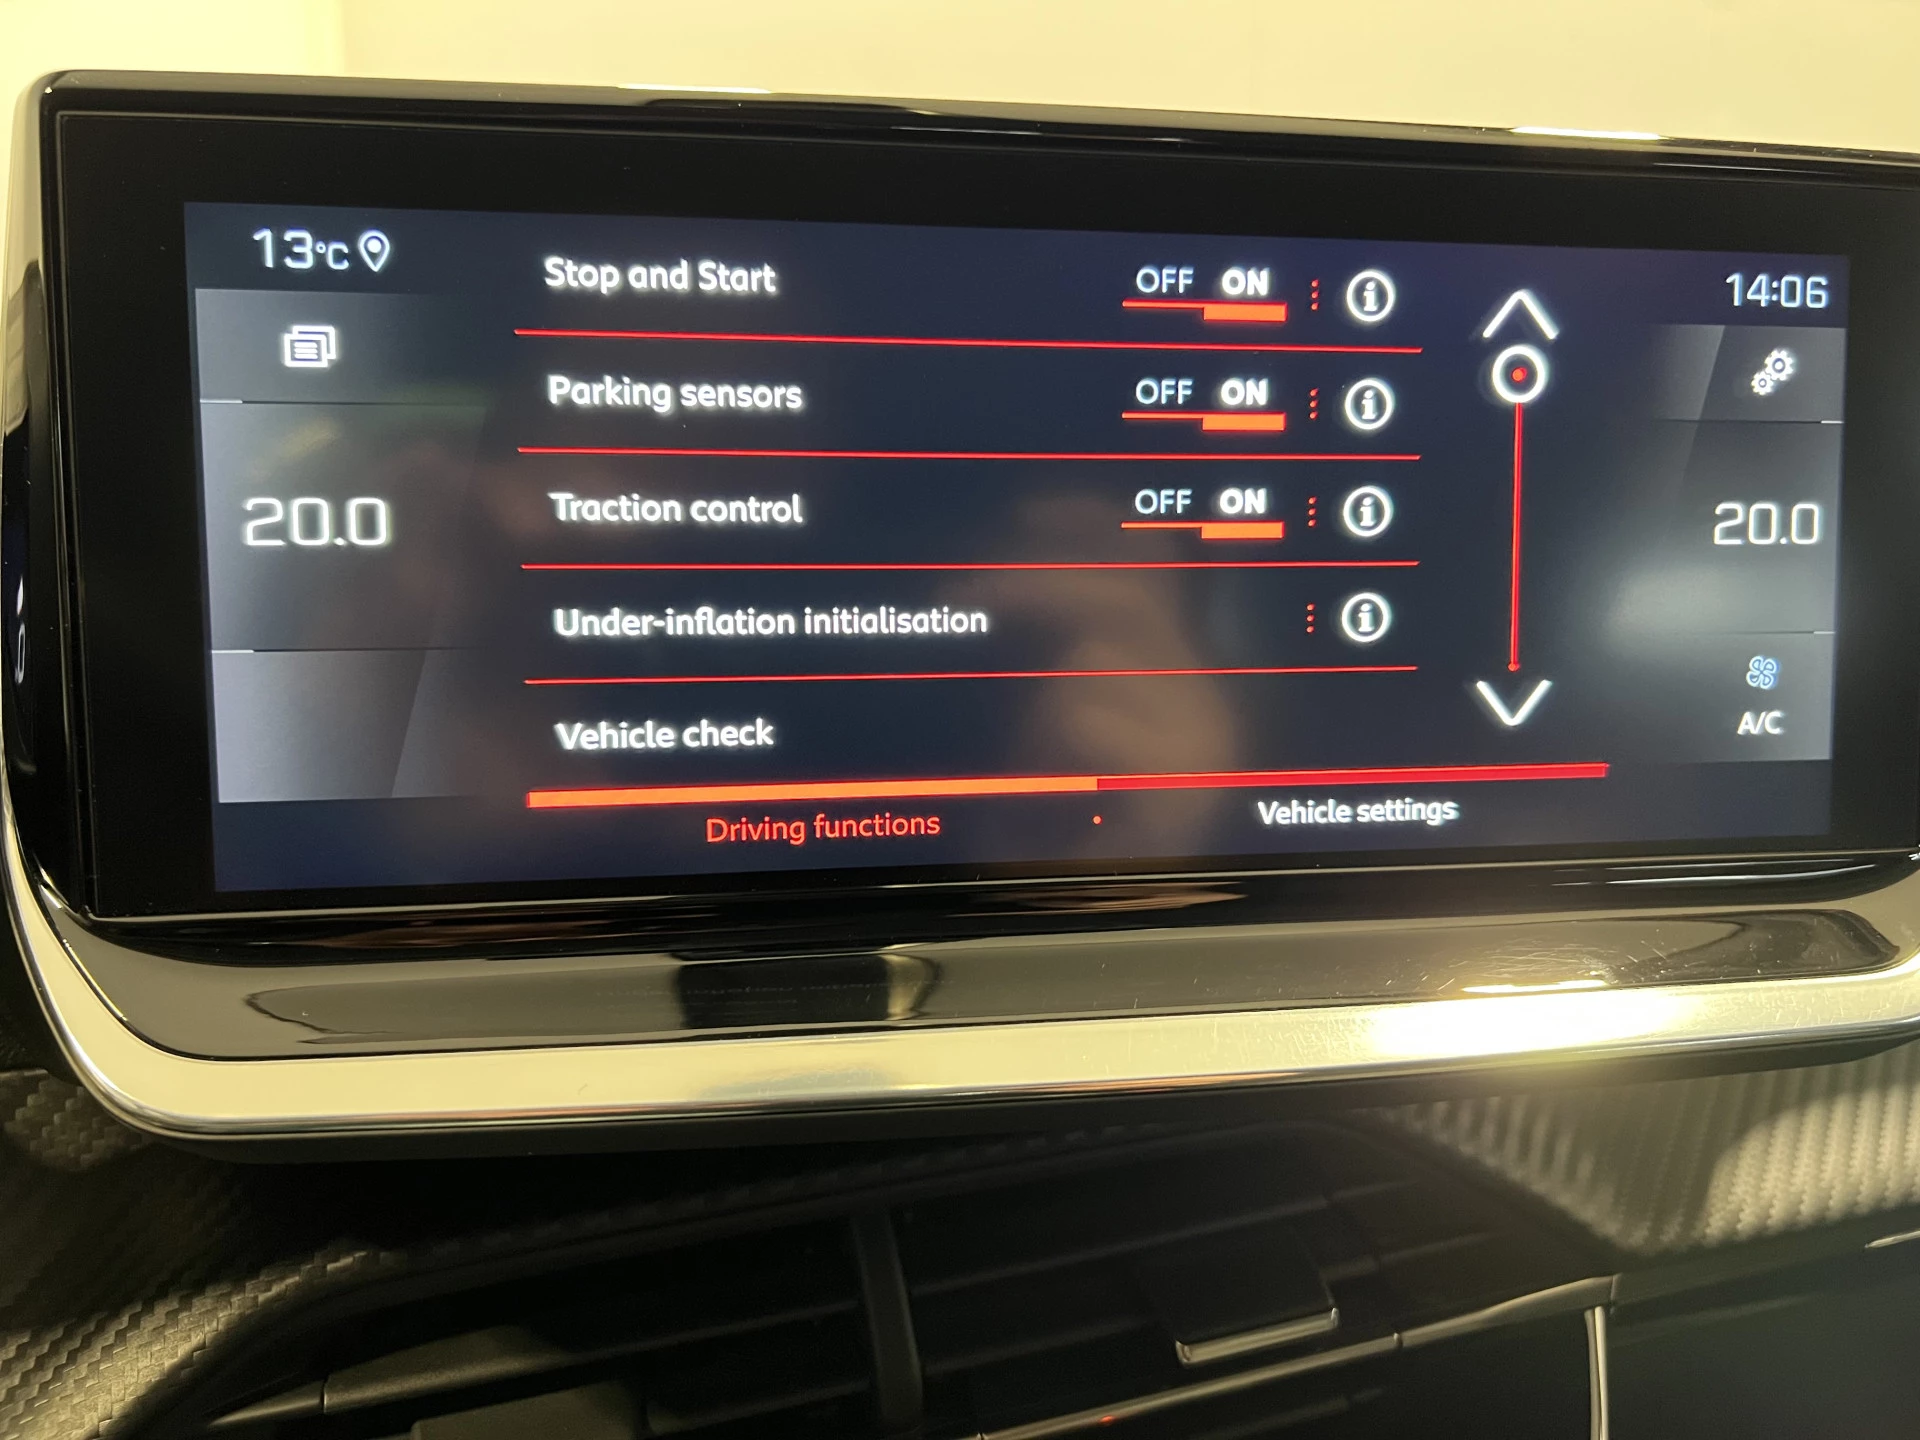 13°C
14:06
Stop and Start OFF ON
Parking sensors OFF ON
20.0
Traction control OFF ON
20.0
Under-inflation initialisation
Vehicle check
A/C
Driving functions
Vehicle settings